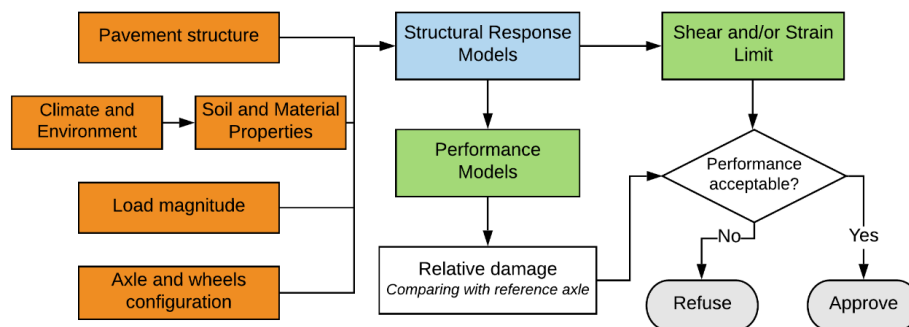 Pavement structure
Structural Response
Models
Shear and/or Strain
Limit
Climate and
Environment
Soil and Material
Properties
Performance
Models
Performance
acceptable?
Load magnitude
No
Yes
Axle and wheels
configuration
Relative damage
Comparing with reference axle
Refuse
Approve